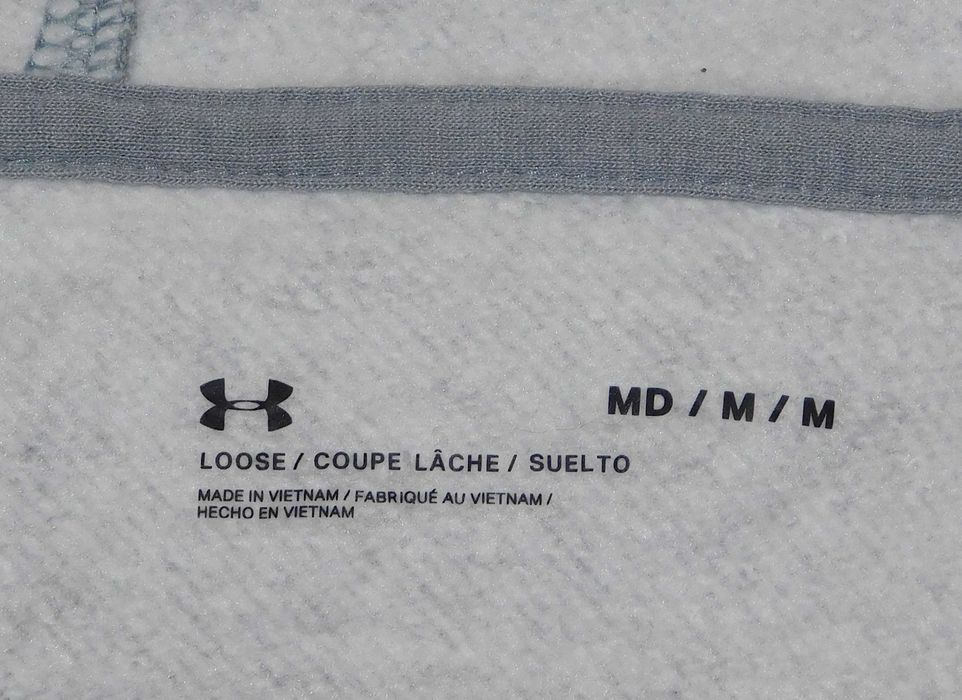 MD / M / M
LOOSE / COUPE LÂCHE / SUELTO
MADE IN VIETNAM / FABRIQUÉ AU VIETNAM /
HECHO EN VIETNAM